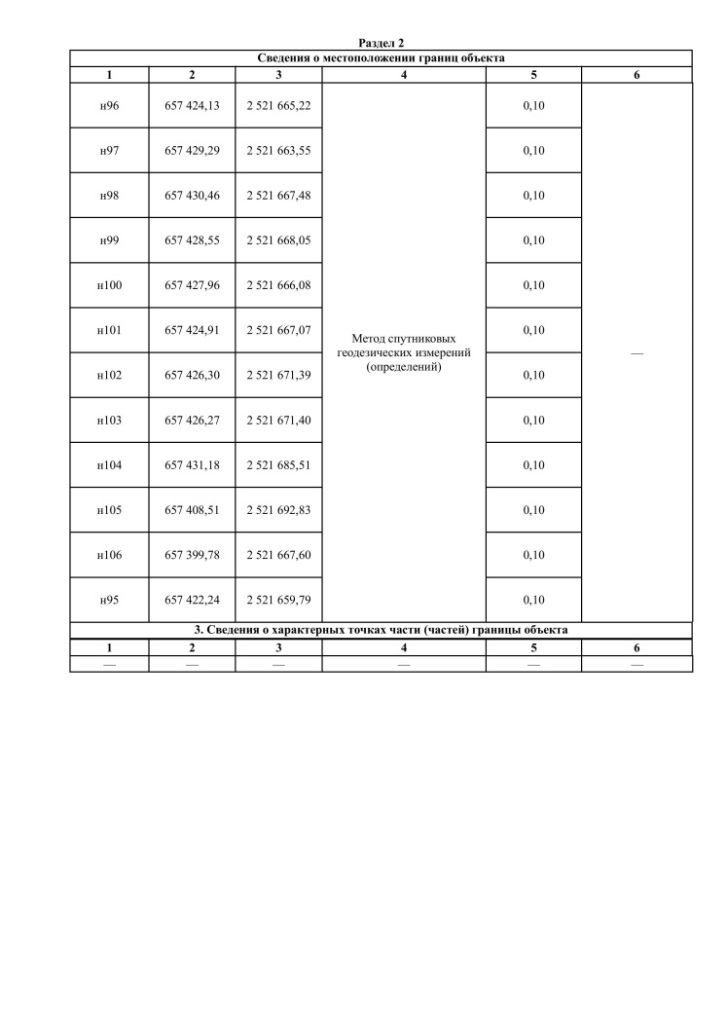 Раздел 2
Сведения о местоположении границ объекта
1 2 3 4 5 6
н96 657 424,13 2 521 665,22 0,10
н97 657 429,29 2 521 663,55 0,10
н98 657 430,46 2 521 667,48 0,10
н99 657 428,55 2 521 668,05 0,10
н100 657 427,96 2 521 666,08 0,10
н101 657 424,91 2 521 667,07 0,10
Метод спутниковых
геодезических измерений —
(определений)
н102 657 426,30 2 521 671,39 0,10
н103 657 426,27 2 521 671,40 0,10
н104 657 431,18 2 521 685,51 0,10
н105 657 408,51 2 521 692,83 0,10
н106 657 399,78 2 521 667,60 0,10
н95 657 422,24 2 521 659,79 0,10
3. Сведения о характерных точках части (частей) границы объекта
1 2 3 4 5 6
— — — — — —